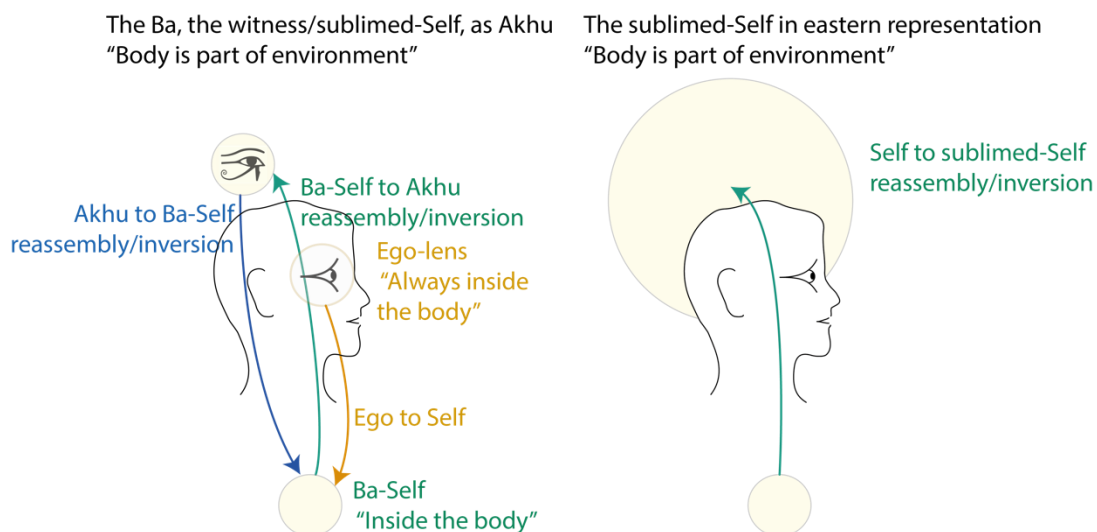 The Ba, the witness/sublimed-Self, as Akhu
“Body is part of environment”
Akhu to Ba-Self
reassembly/inversion
Ba-Self to Akhu
reassembly/inversion
Ego-lens
“Always inside
the body”
Ego to Self
Ba-Self
“Inside the body”
The sublimed-Self in eastern representation
“Body is part of environment”
Self to sublimed-Self
reassembly/inversion